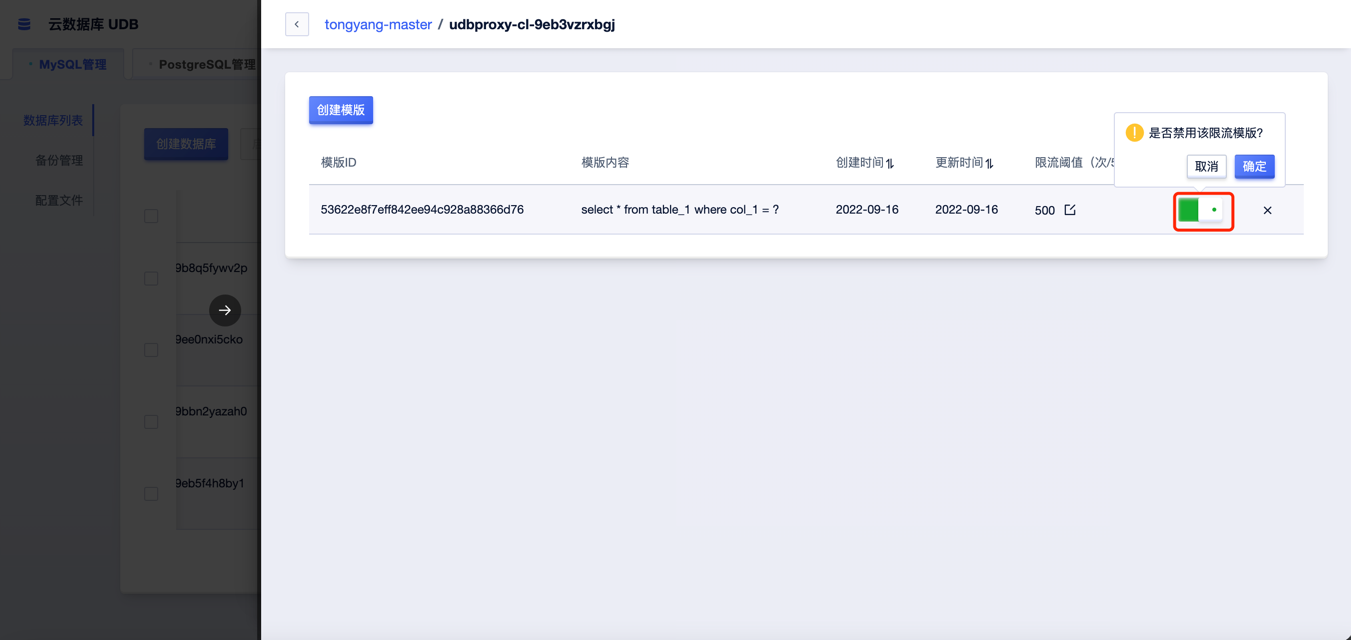 云数据库 UDB
tongyang-master / udbproxy-cl-9eb3vzrxbgj
MySQL管理
PostgreSQL管理
数据库列表
备份管理
配置文件
创建数据库
9b8q5fywv2p
9ee0nxi5cko
9bbn2yazah0
9eb5f4h8by1
创建模版
是否禁用该限流模版?
取消 确定
模版ID 模版内容 创建时间 更新时间 限流阈值（次/
53622e8f7eff842ee94c928a88366d76 select * from table_1 where col_1 = ? 2022-09-16 2022-09-16 500